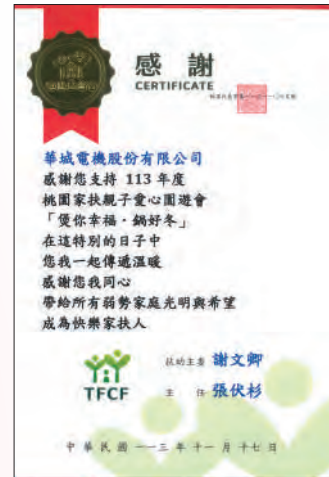 感謝
CERTIFICATE
華城電機股份有限公司
感謝您支持 113 年度
桃園家扶親子愛心園遊會
「煲你幸福・鍋好冬」
在這特別的日子中
您我一起傳遞溫暖
感謝您我同心
帶給所有弱勢家庭光明與希望
成為快樂家扶人
扶幼主委 謝文卿
主 任 張伏杉
TFCF
中華民國一一三年十一月十七日